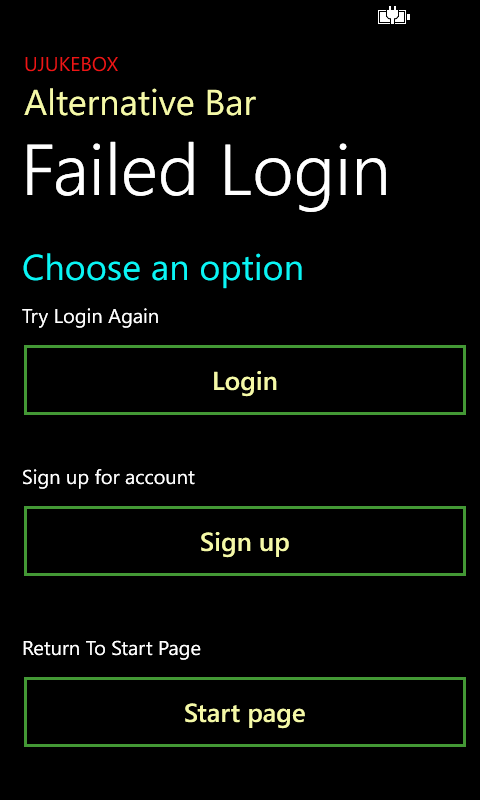 UJUKEBOX
Alternative Bar
Failed Login
Choose an option
Try Login Again
Login
Sign up for account
Sign up
Return To Start Page
Start page